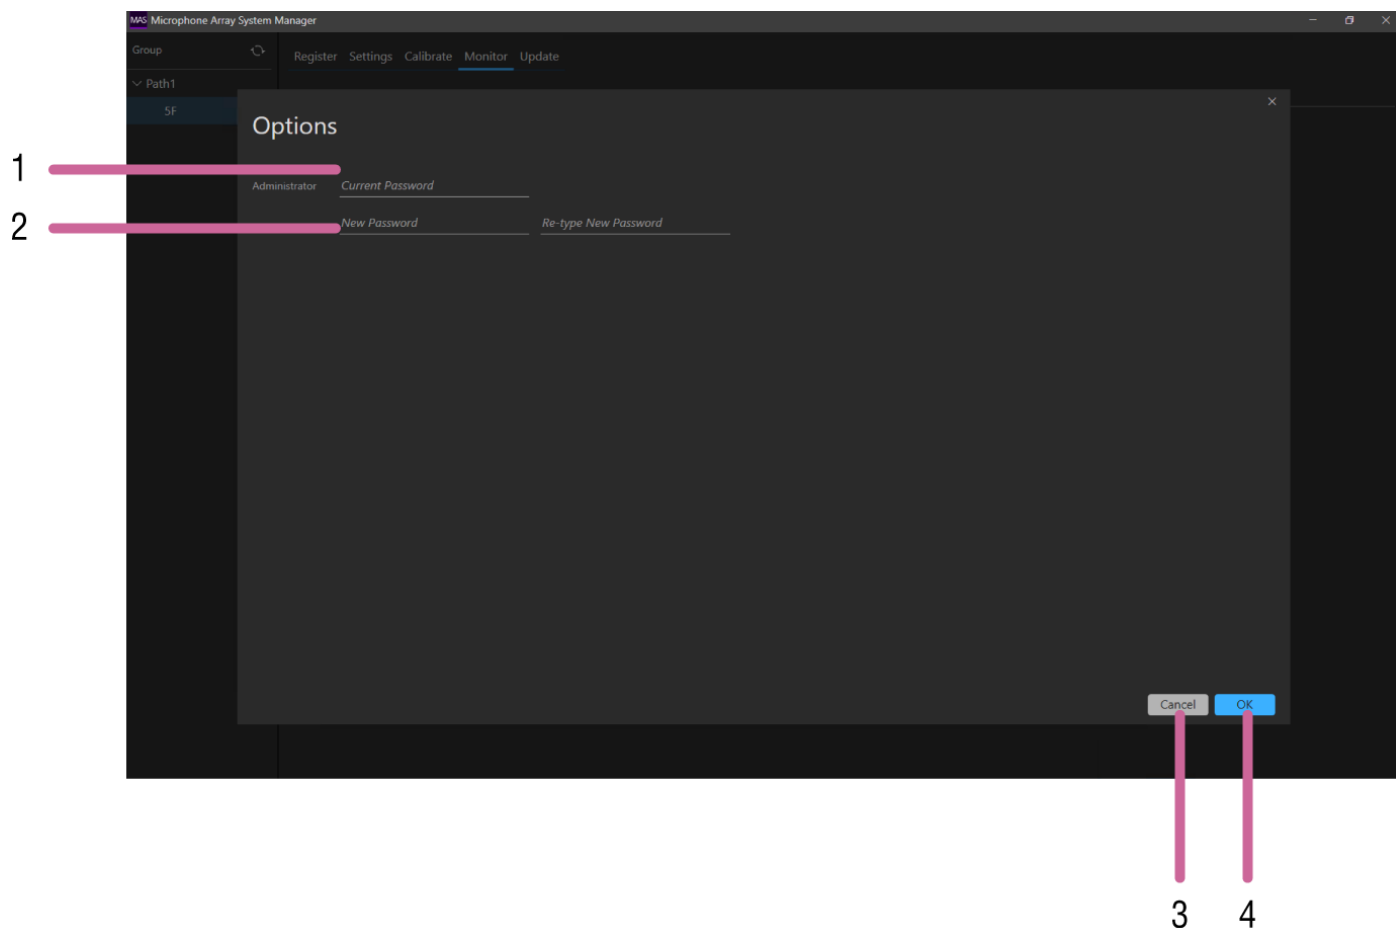 MAS Microphone Array System Manager
Group
Register Settings Calibrate Monitor Update
Path1
5F
Options
1
Administrator Current Password
2
New Password Re-type New Password
Cancel OK
3 4